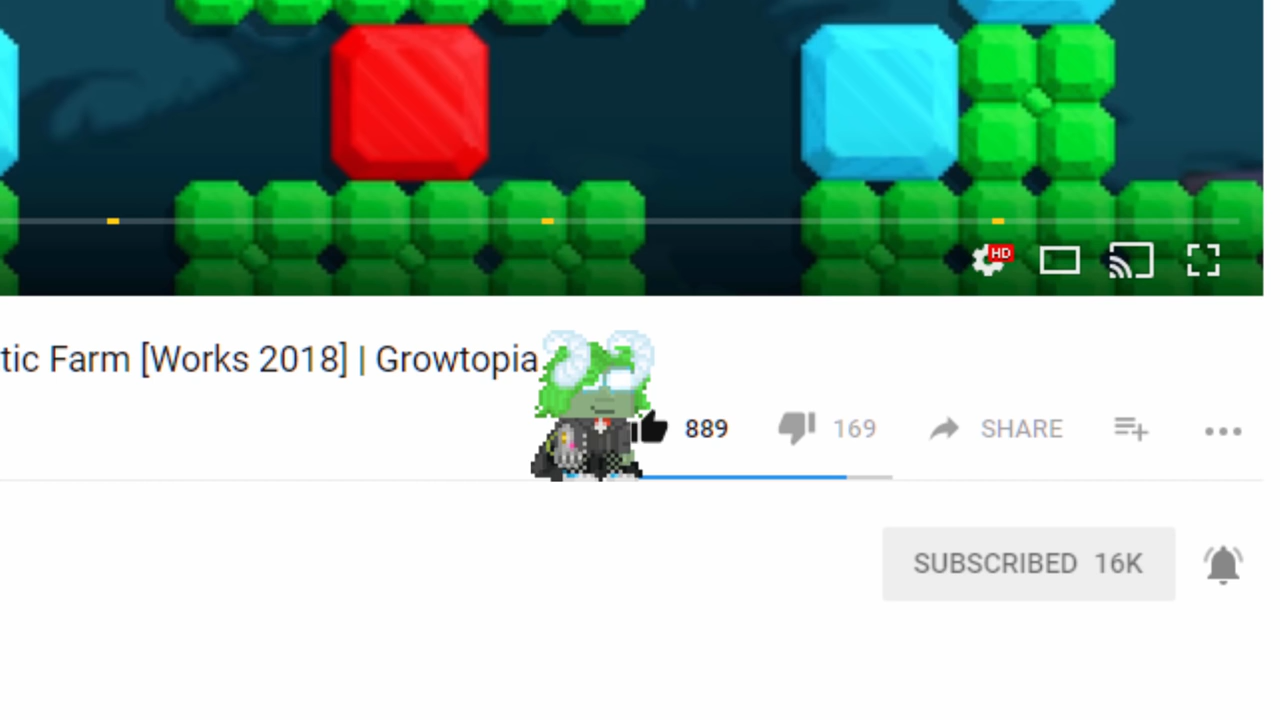 HD
tic Farm [Works 2018] | Growtopia
889 169 SHARE
SUBSCRIBED 16K